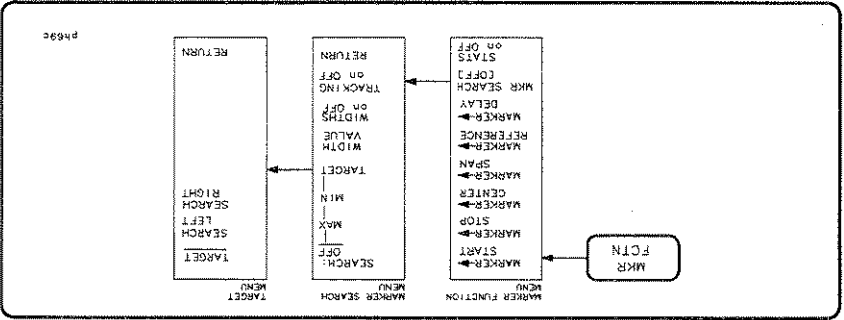 MKR
FCTN
MARKER FUNCTION
MENU
MARKER→
START
MARKER→
STOP
MARKER→
CENTER
MARKER→
SPAN
MARKER→
REFERENCE
MARKER→
DELAY
MKR SEARCH
[OFF]
STATS
on OFF
MARKER SEARCH
MENU
SEARCH:
OFF
MAX
MIN
TARGET
WIDTH
VALUE
WIDTHS
on OFF
TRACKING
on OFF
RETURN
TARGET
MENU
TARGET
SEARCH
LEFT
SEARCH
RIGHT
RETURN
ph69c